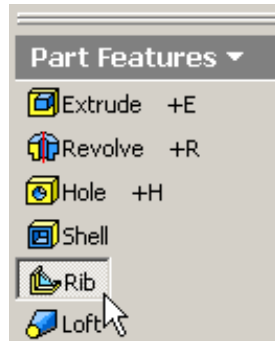 Part Features
Extrude +E
Revolve +R
Hole +H
Shell
Rib
Loft